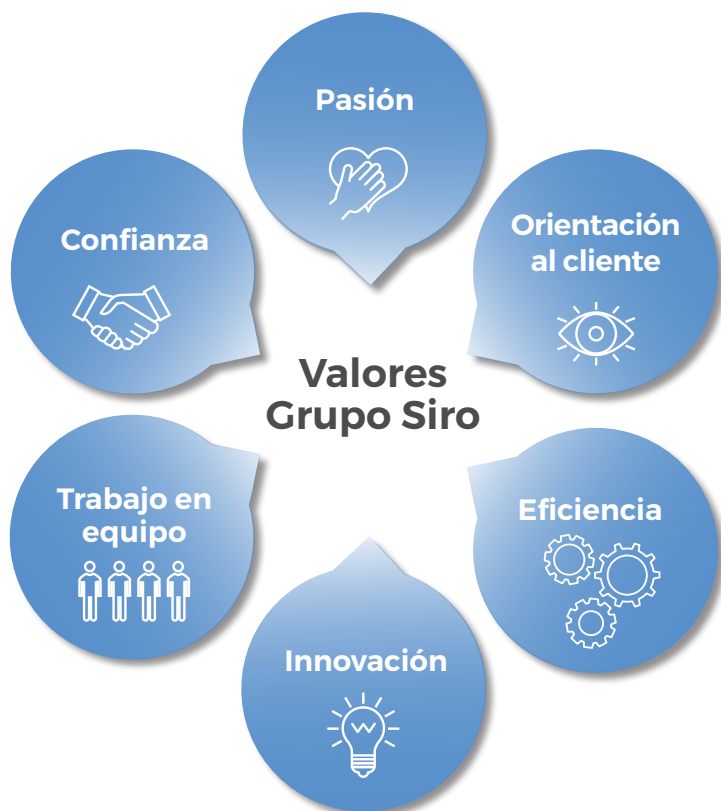 Pasión
Orientación
al cliente
Eficiencia
Innovación
Trabajo en
equipo
Confianza
Valores
Grupo Siro